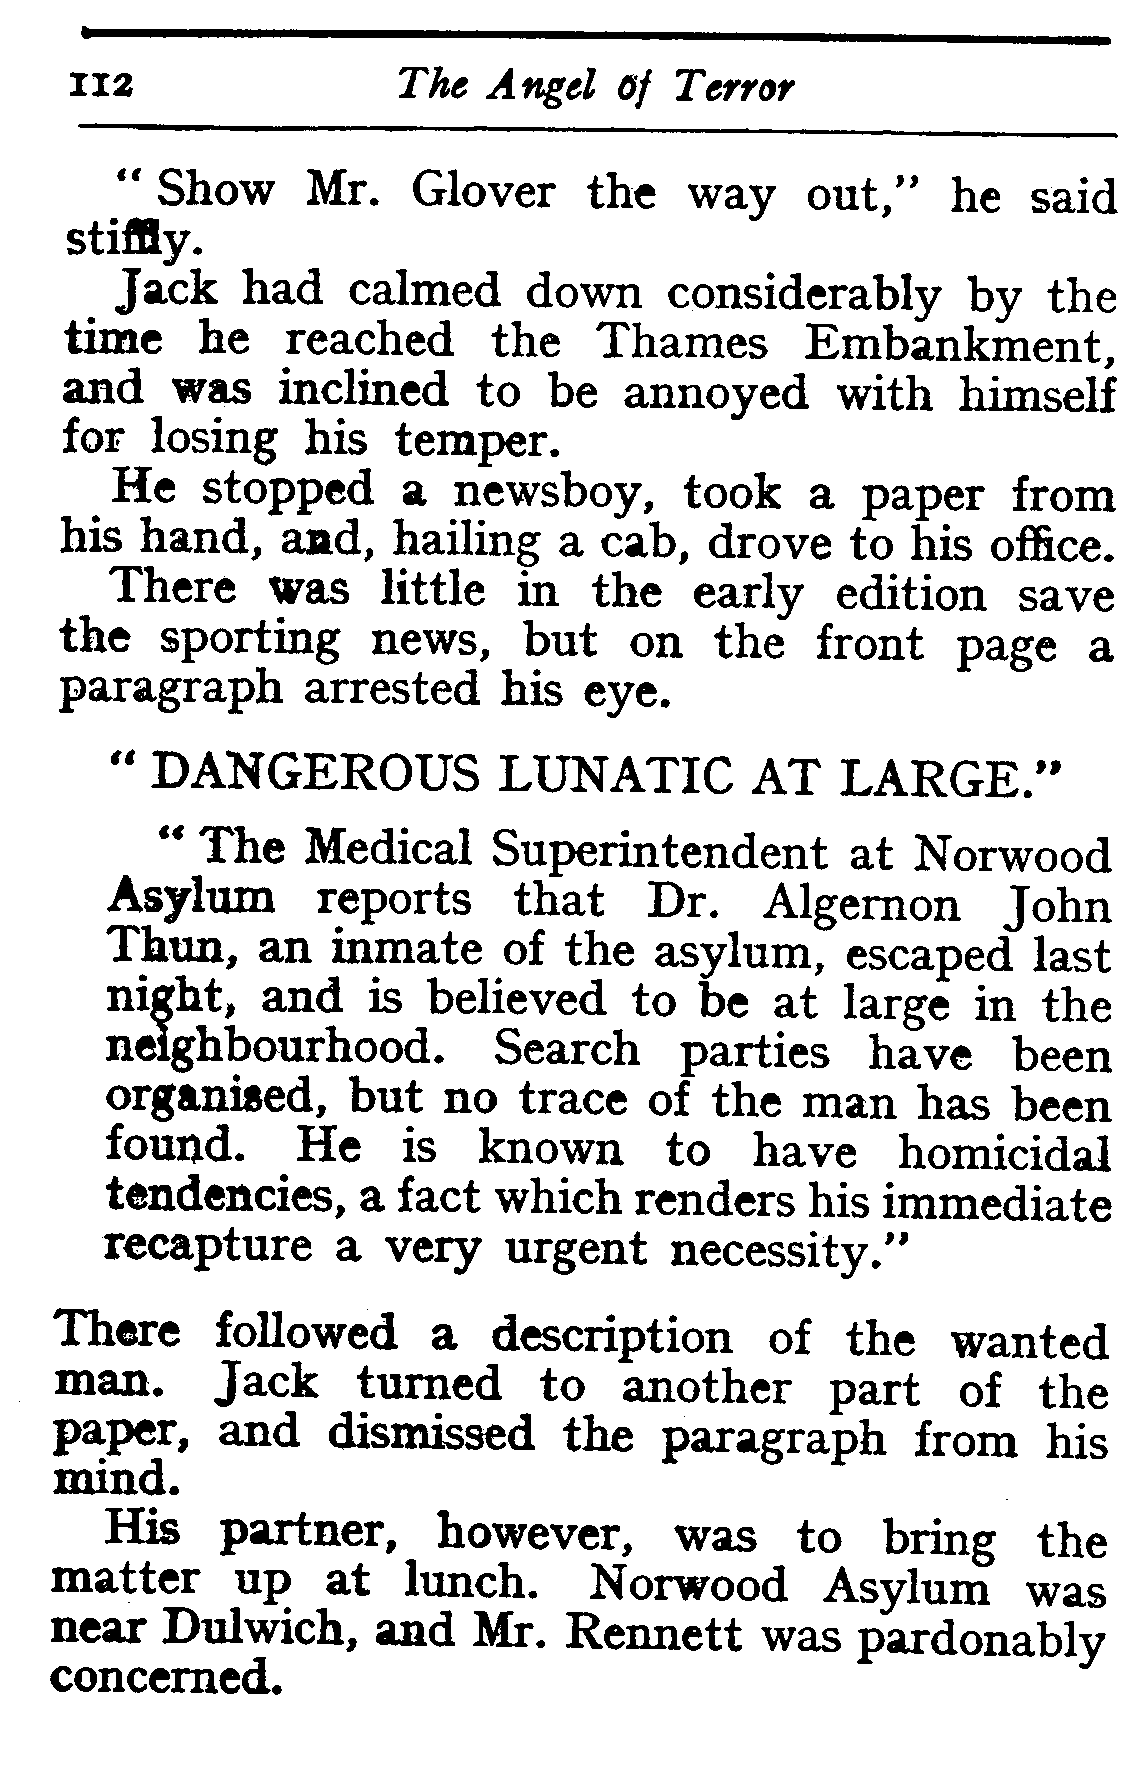 112 The Angel of Terror
“ Show Mr. Glover the way out,” he said
stiffly.
Jack had calmed down considerably by the
time he reached the Thames Embankment,
and was inclined to be annoyed with himself
for losing his temper.
He stopped a newsboy, took a paper from
his hand, and, hailing a cab, drove to his office.
There was little in the early edition save
the sporting news, but on the front page a
paragraph arrested his eye.
“ DANGEROUS LUNATIC AT LARGE.”
“ The Medical Superintendent at Norwood
Asylum reports that Dr. Algernon John
Thun, an inmate of the asylum, escaped last
night, and is believed to be at large in the
neighbourhood. Search parties have been
organised, but no trace of the man has been
found. He is known to have homicidal
tendencies, a fact which renders his immediate
recapture a very urgent necessity.”
There followed a description of the wanted
man. Jack turned to another part of the
paper, and dismissed the paragraph from his
mind.
His partner, however, was to bring the
matter up at lunch. Norwood Asylum was
near Dulwich, and Mr. Rennett was pardonably
concerned.